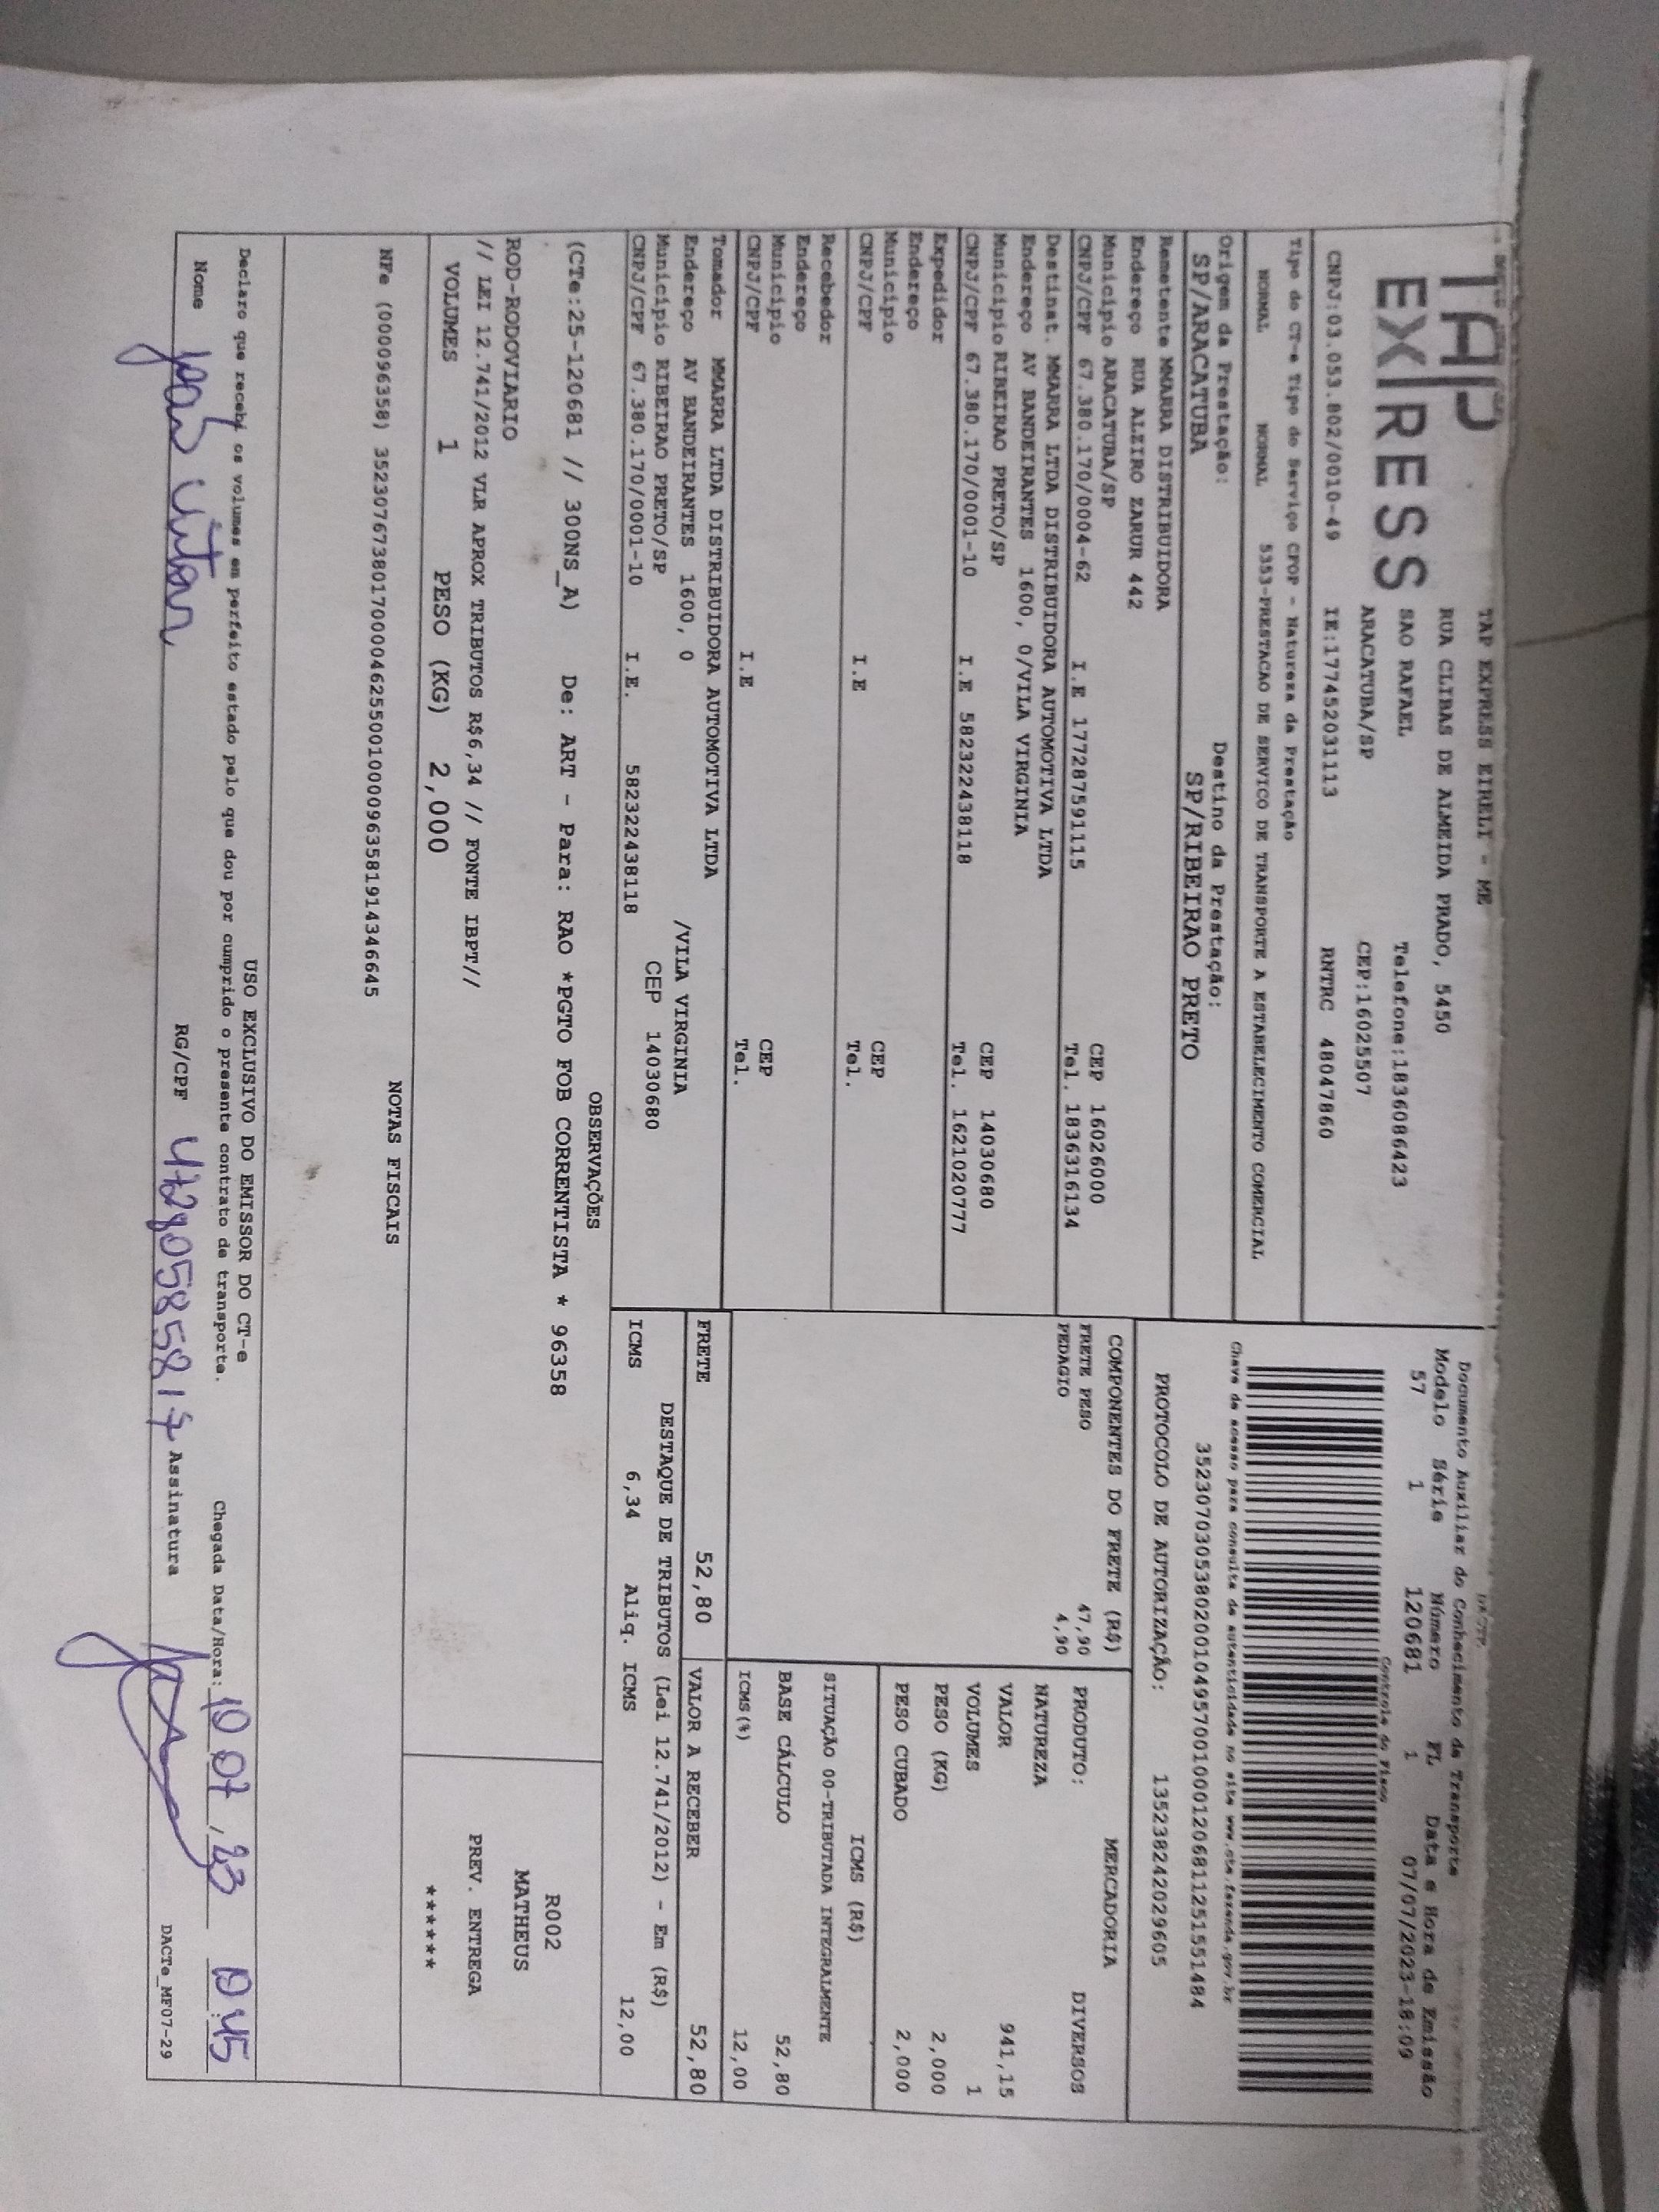 TAP
EXPRESS
TAP EXPRESS EIRELI - ME
RUA CLIBAS DE ALMEIDA PRADO, 5450
SAO RAFAEL Telefone:1836086423
ARACATUBA/SP CEP:16025507
CNPJ:03.053.802/0010-49 IE:177452031113 RNTRC 48047860
Tipo do CT-e Tipo do Serviço CFOP - Natureza da Prestação
NORMAL NORMAL 5353-PRESTACAO DE SERVICO DE TRANSPORTE A ESTABELECIMENTO COMERCIAL
Origem da Prestação: Destino da Prestação:
SP/ARACATUBA SP/RIBEIRAO PRETO
Remetente MMARRA DISTRIBUIDORA
Endereço RUA ALZIRO ZARUR 442
Municipio ARACATUBA/SP CEP 16026000
CNPJ/CPF 67.380.170/0004-62 I.E 177287591115 Tel. 1836316134
Destinat. MMARRA LTDA DISTRIBUIDORA AUTOMOTIVA LTDA
Endereço AV BANDEIRANTES 1600, 0/VILA VIRGINIA
Municipio RIBEIRAO PRETO/SP CEP 14030680
CNPJ/CPF 67.380.170/0001-10 I.E 582322438118 Tel. 1621020777
Expedidor
Endereço
Municipio CEP
CNPJ/CPF I.E Tel.
Recebedor
Endereço
Municipio CEP
CNPJ/CPF I.E Tel.
Tomador MMARRA LTDA DISTRIBUIDORA AUTOMOTIVA LTDA
Endereço AV BANDEIRANTES 1600, 0 /VILA VIRGINIA
Municipio RIBEIRAO PRETO/SP CEP 14030680
CNPJ/CPF 67.380.170/0001-10 I.E. 582322438118
DACTE
Documento Auxiliar do Conhecimento de Transporte
Modelo Série Número FL Data e Hora de Emissão
57 1 120681 1 07/07/2023-18:09
Controle do Fisco
Chave de acesso para consulta de autenticidade no site www.cte.fazenda.gov.br
35230703053802001049570010001206811251551484
PROTOCOLO DE AUTORIZAÇÃO: 135238242029605
COMPONENTES DO FRETE (R$)
FRETE PESO 47,90
PEDAGIO 4,90
MERCADORIA
PRODUTO: DIVERSOS
NATUREZA
VALOR 941,15
VOLUMES 1
PESO (KG) 2,000
PESO CUBADO 2,000
ICMS (R$)
SITUAÇÃO 00-TRIBUTADA INTEGRALMENTE
BASE CÁLCULO 52,80
ICMS(%) 12,00
FRETE 52,80 VALOR A RECEBER 52,80
DESTAQUE DE TRIBUTOS (Lei 12.741/2012) - Em (R$)
ICMS 6,34 Aliq. ICMS 12,00
OBSERVAÇÕES
(CTe:25-120681 // 300NS_A) De: ART - Para: RAO *PGTO FOB CORRENTISTA * 96358
ROD-RODOVIARIO
// LEI 12.741/2012 VLR APROX TRIBUTOS R$6,34 // FONTE IBPT//
VOLUMES 1 PESO (KG) 2,000
R002
MATHEUS
PREV. ENTREGA
******
NOTAS FISCAIS
NFe (000096358) 35230767380170000462550010000963581914346645
USO EXCLUSIVO DO EMISSOR DO CT-e
Declaro que recebi os volumes em perfeito estado pelo que dou por cumprido o presente contrato de transporte. Chegada Data/Hora: 10 07 / 23 10:45
Nome João Vitor RG/CPF Assinatura
DACTe_MF07-29